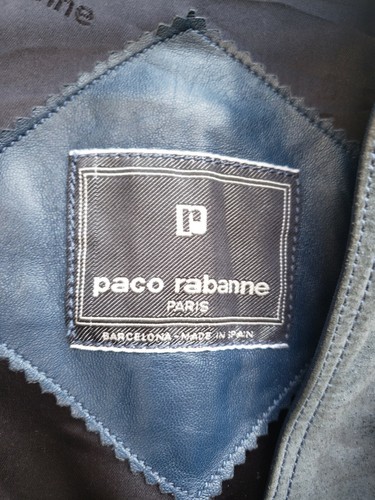 paco rabanne
PARIS
BARCELONA - MADE IN SPAIN